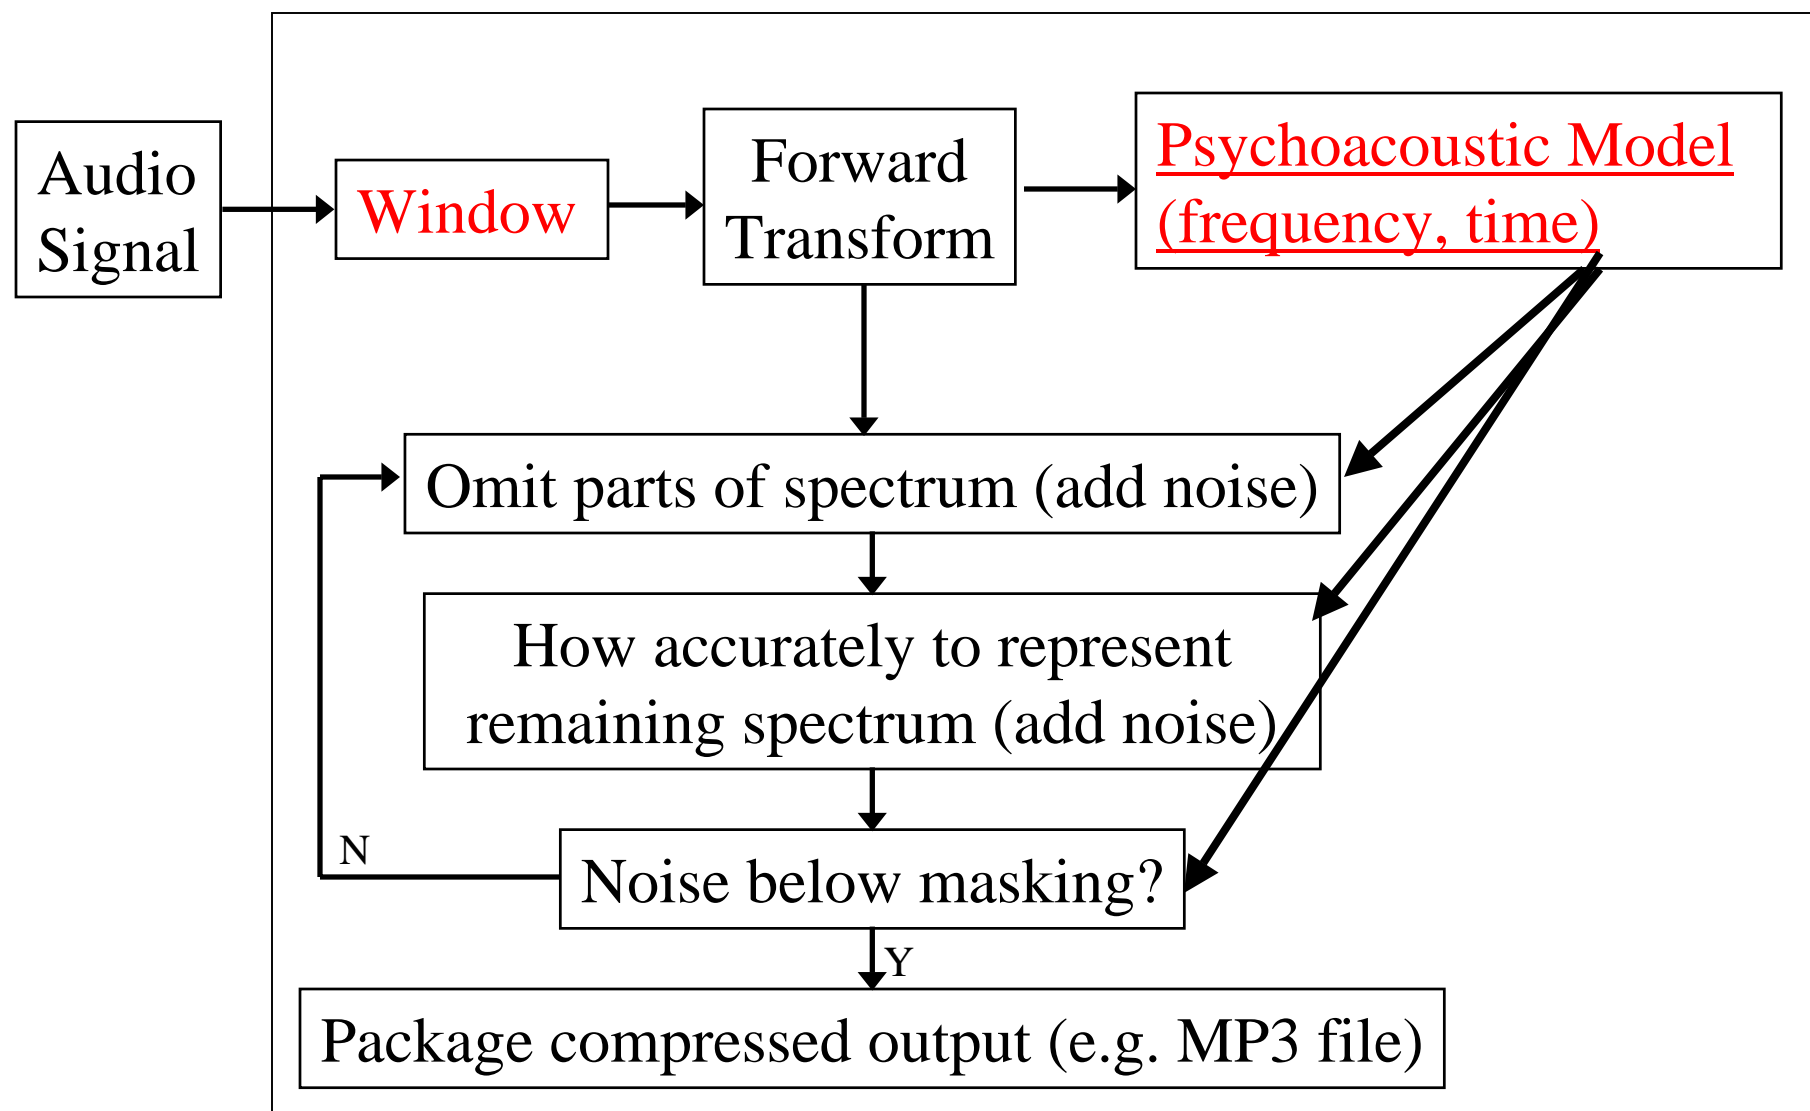 Audio
Signal
Window
Forward
Transform
Psychoacoustic Model
(frequency, time)
Omit parts of spectrum (add noise)
How accurately to represent
remaining spectrum (add noise)
N
Noise below masking?
Y
Package compressed output (e.g. MP3 file)